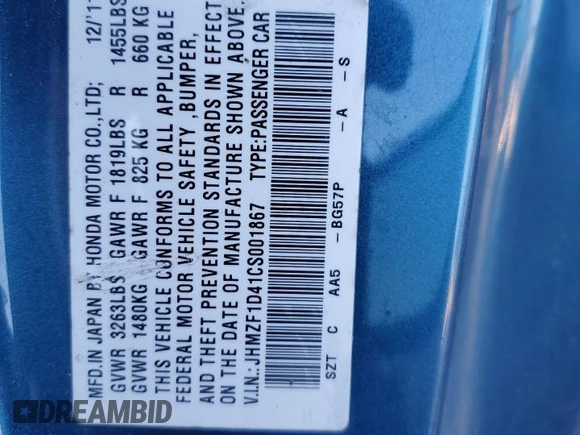 MFD.IN JAPAN BY HONDA MOTOR CO.,LTD; 12/'11
GVWR 3263LBS GAWR F 1819LBS R 1455LBS
GVWR 1480KG GAWR F 825 KG R 660 KG
THIS VEHICLE CONFORMS TO ALL APPLICABLE
FEDERAL MOTOR VEHICLE SAFETY ,BUMPER,
AND THEFT PREVENTION STANDARDS IN EFFECT
ON THE DATE OF MANUFACTURE SHOWN ABOVE.
V.I.N.:JHMZF1D41CS001867 TYPE:PASSENGER CAR
SZT C AA5 -BG57P -A -S
DREAMBID